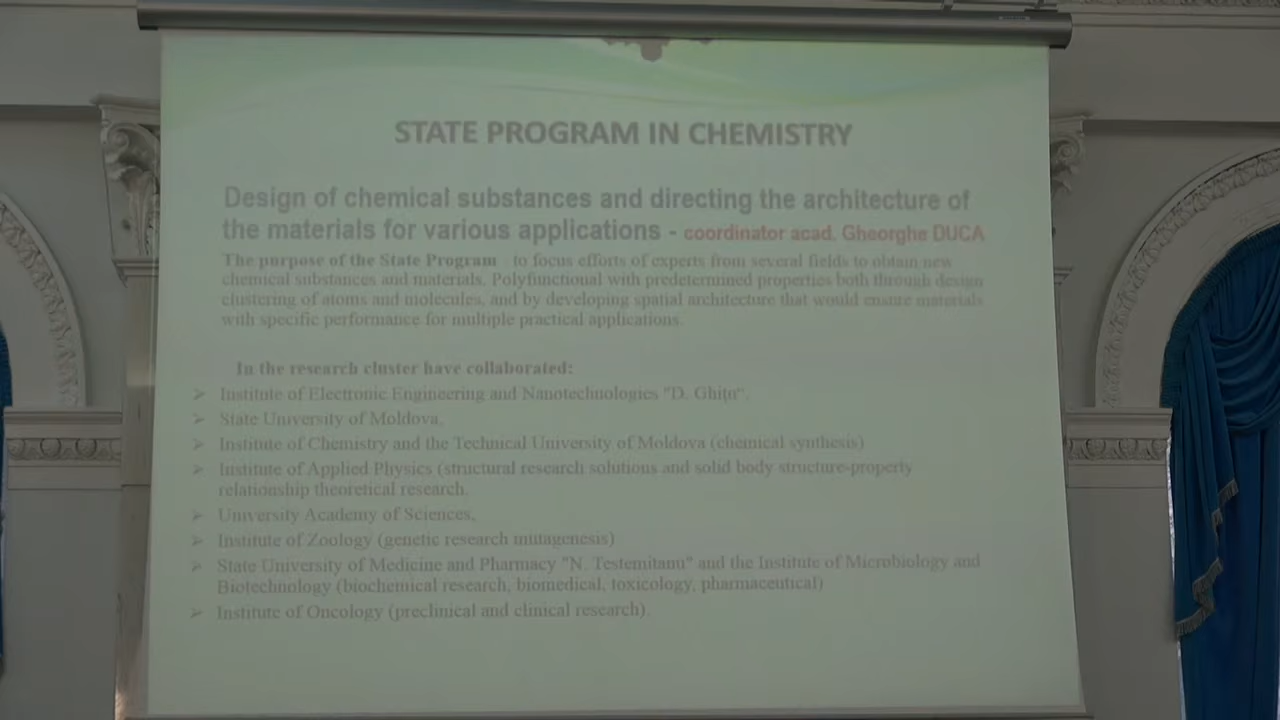 STATE PROGRAM IN CHEMISTRY
Design of chemical substances and directing the architecture of
the materials for various applications - coordinator acad. Gheorghe DUCA
The purpose of the State Program to focus efforts of experts from several fields to obtain new
chemical substances and materials. Polyfunctional with predetermined properties both through design
clustering of atoms and molecules, and by developing spatial architecture that would ensure materials
with specific performance for multiple practical applications.
In the research cluster have collaborated:
➢ Institute of Electronic Engineering and Nanotechnologies "D. Ghițu",
➢ State University of Moldova,
➢ Institute of Chemistry and the Technical University of Moldova (chemical synthesis)
➢ Institute of Applied Physics (structural research solutions and solid body structure-property
relationship theoretical research.
➢ University Academy of Sciences,
➢ Institute of Zoology (genetic research mutagenesis)
➢ State University of Medicine and Pharmacy "N. Testemitanu" and the Institute of Microbiology and
Biotechnology (biochemical research, biomedical, toxicology, pharmaceutical)
➢ Institute of Oncology (preclinical and clinical research).